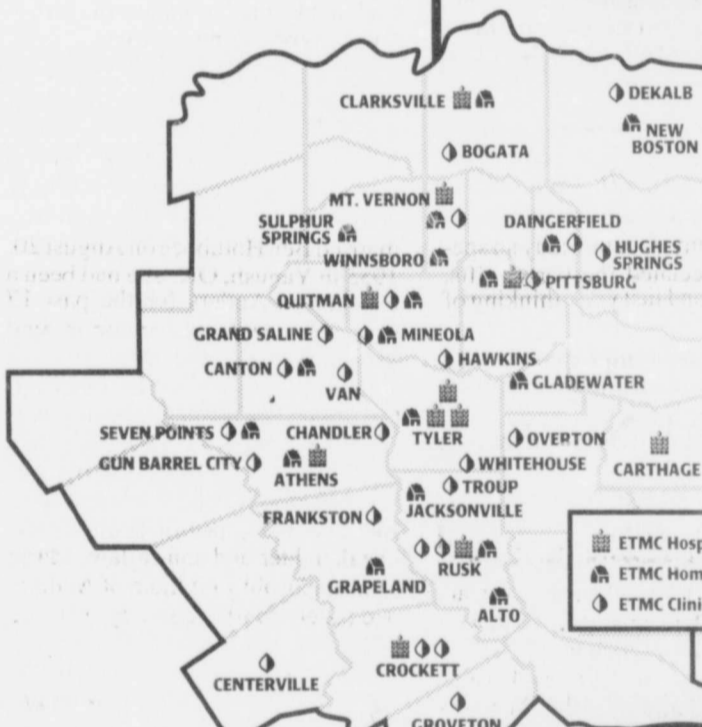 CLARKSVILLE
DEKALB
NEW
BOSTON
BOGATA
MT. VERNON
SULPHUR
SPRINGS
DAINGERFIELD
HUGHES
SPRINGS
WINNSBORO
PITTSBURG
QUITMAN
GRAND SALINE
MINEOLA
HAWKINS
CANTON
VAN
GLADEWATER
SEVEN POINTS
CHANDLER
TYLER
OVERTON
GUN BARREL CITY
ATHENS
WHITEHOUSE
CARTHAGE
TROUP
JACKSONVILLE
FRANKSTON
RUSK
GRAPELAND
ALTO
ETMC Hosp
ETMC Hom
ETMC Clini
CROCKETT
CENTERVILLE
GROVETON